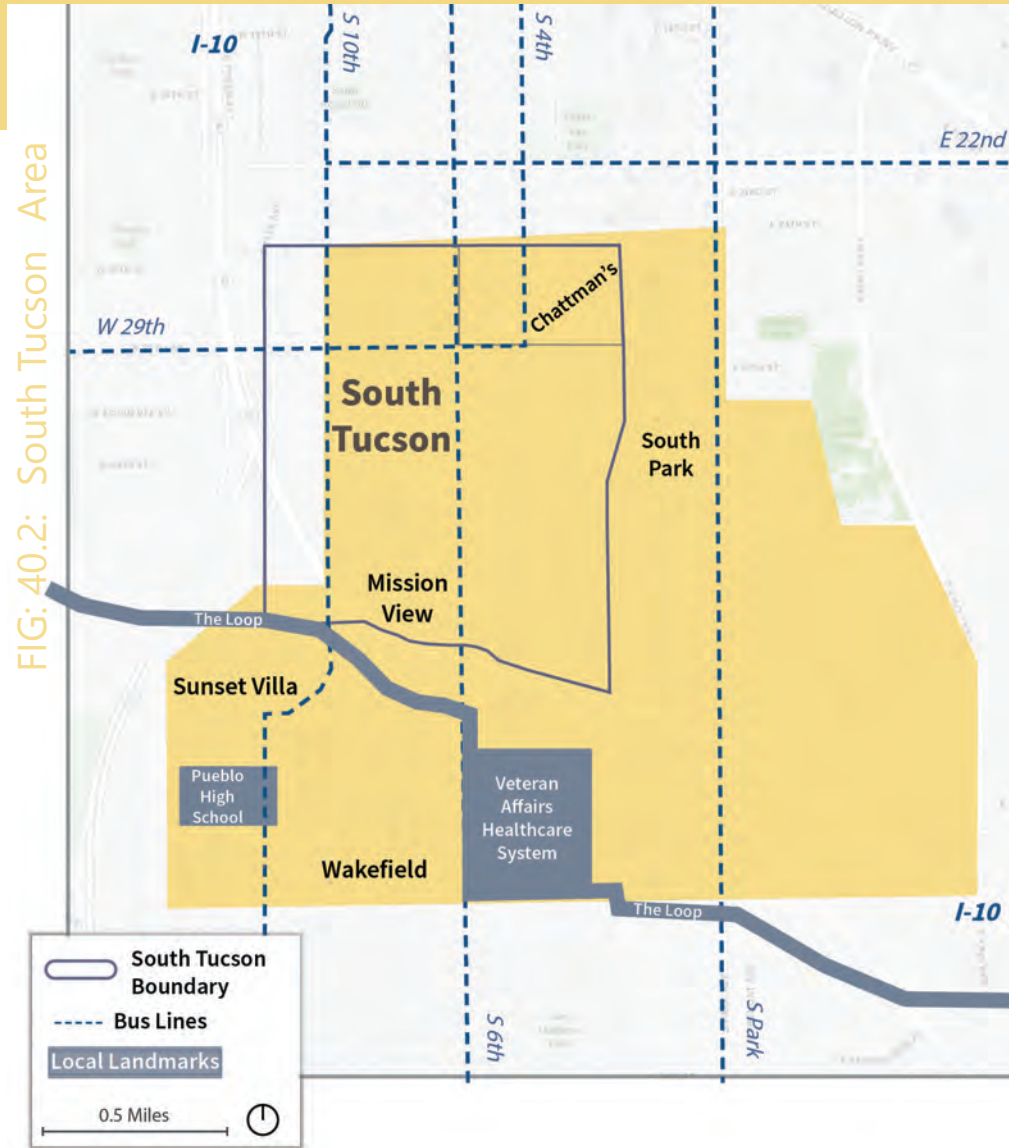 FIG: 40.2: South Tucson Area
I-10
S 10th
S 4th
E 22nd
W 29th
Chattman's
South
Tucson
South
Park
Mission
View
The Loop
Sunset Villa
Pueblo
High
School
Veteran
Affairs
Healthcare
System
Wakefield
The Loop
I-10
S 6th
S Park
South Tucson
Boundary
Bus Lines
Local Landmarks
0.5 Miles